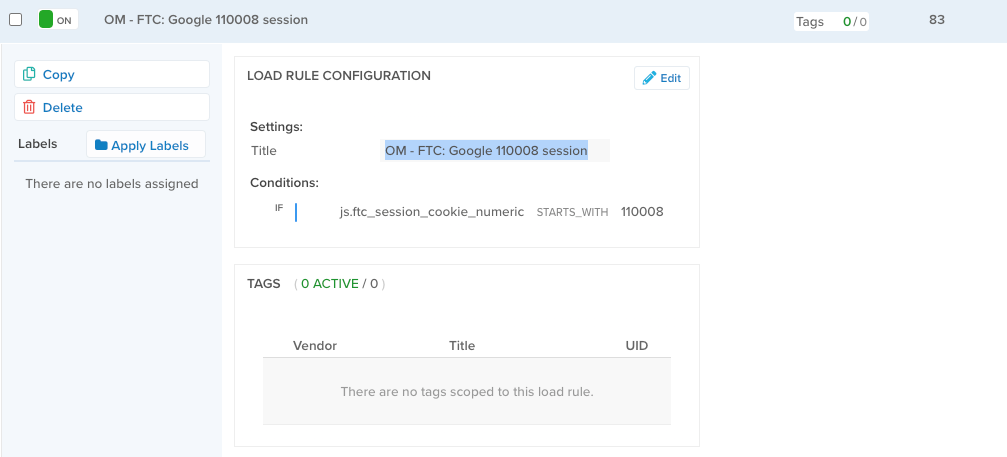 ON OM - FTC: Google 110008 session Tags 0/0 83
Copy
Delete
Labels Apply Labels
There are no labels assigned
LOAD RULE CONFIGURATION Edit
Settings:
Title OM - FTC: Google 110008 session
Conditions:
IF js.ftc_session_cookie_numeric STARTS_WITH 110008
TAGS ( 0 ACTIVE / 0 )
Vendor Title UID
There are no tags scoped to this load rule.